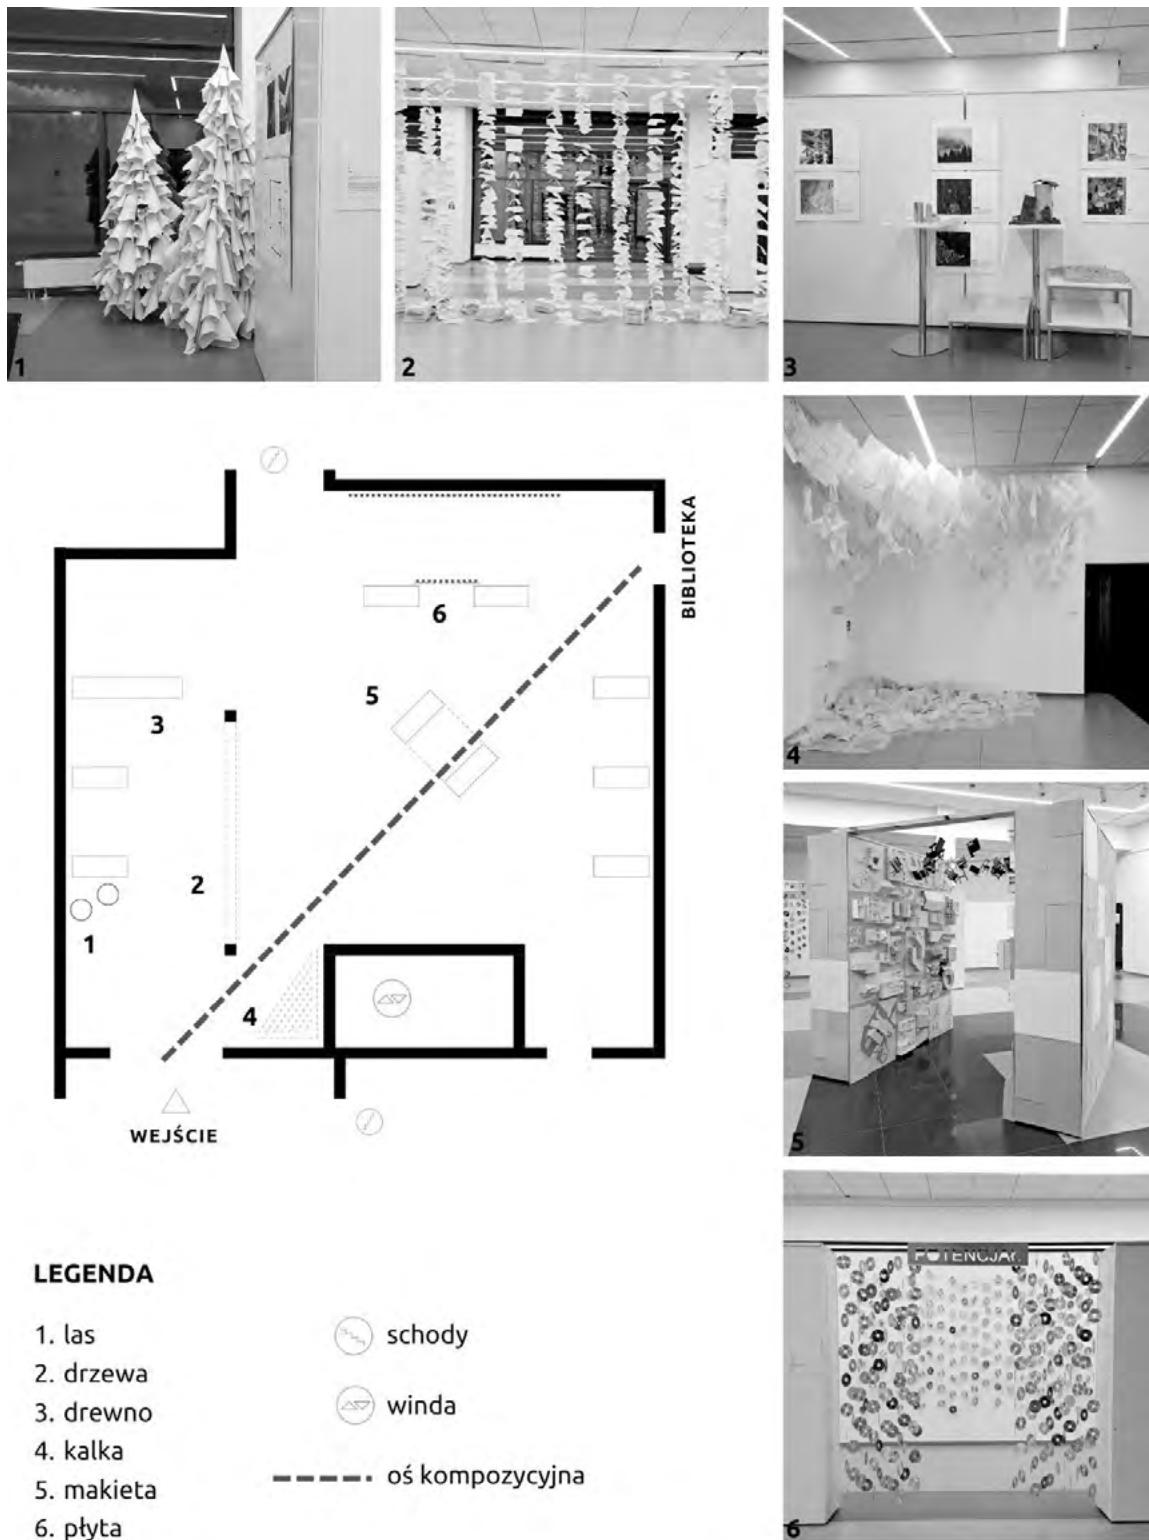 1
2
3
4
5
6
BIBLIOTEKA
6
5
3
2
1
4
WEJŚCIE
POTENCJAŁ.
LEGENDA
1. las
2. drzewa
3. drewno
4. kalka
5. makieta
6. płyta
schody
winda
oś kompozycyjna